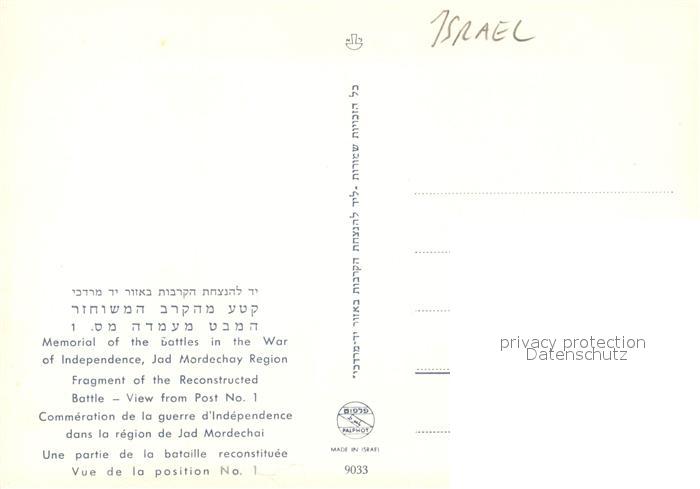 ISRAEL
כל הזכויות שמורות -ליד להנצחת הקרבות באזור יד-מרדכי
יד להנצחת הקרבות באזור יד מרדכי
קטע מהקרב המשוחזר
המבט מעמדה מס. 1
Memorial of the battles in the War
of Independence, Jad Mordechay Region
Fragment of the Reconstructed
Battle – View from Post No. 1
Commération de la guerre d'Indépendence
dans la région de Jad Mordechai
Une partie de la bataille reconstituée
Vue de la position No. 1
פלפוט
PALPHOT
MADE IN ISRAEL
9033
privacy protection
Datenschutz